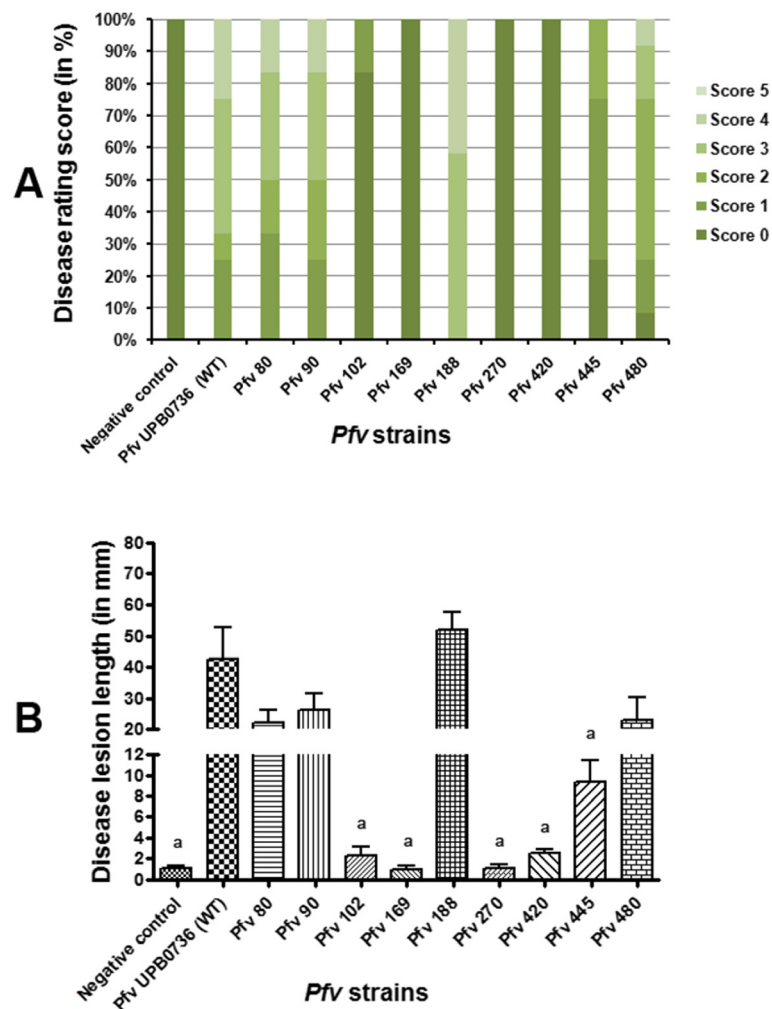 A
Disease rating score (in %)
100%
90%
80%
70%
60%
50%
40%
30%
20%
10%
0%
Score 5
Score 4
Score 3
Score 2
Score 1
Score 0
Negative control
Pfv UPB0736 (WT)
Pfv 80
Pfv 90
Pfv 102
Pfv 169
Pfv 188
Pfv 270
Pfv 420
Pfv 445
Pfv 480
Pfv strains
B
Disease lesion length (in mm)
80
70
60
50
40
30
20
12
10
8
6
4
2
0
a
a
a
a
a
a
Negative control
Pfv UPB0736 (WT)
Pfv 80
Pfv 90
Pfv 102
Pfv 169
Pfv 188
Pfv 270
Pfv 420
Pfv 445
Pfv 480
Pfv strains